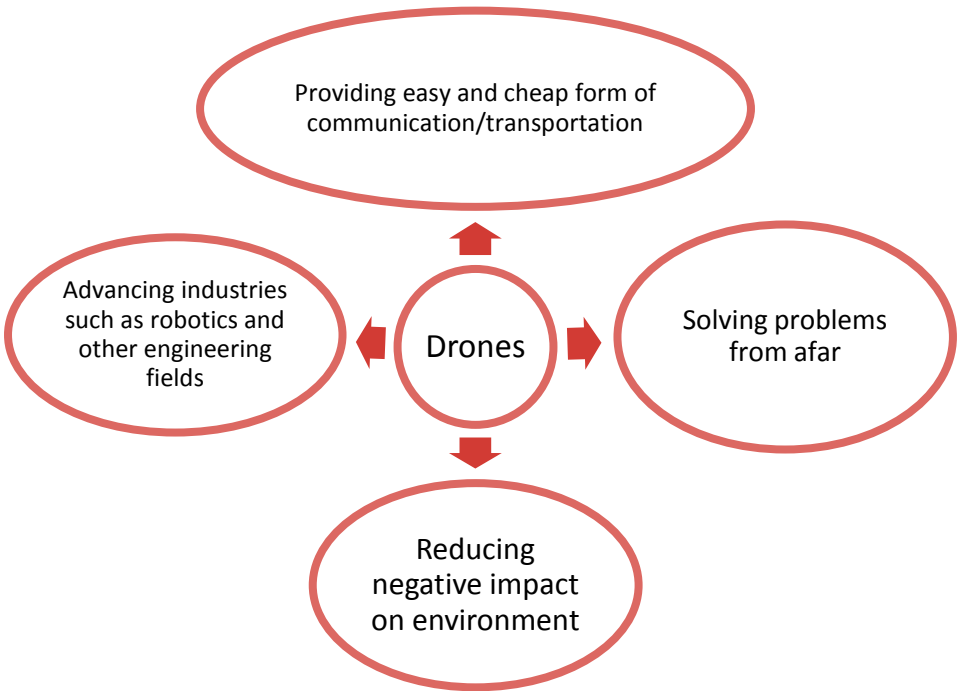 Providing easy and cheap form of
communication/transportation
Advancing industries
such as robotics and
other engineering
fields
Drones
Solving problems
from afar
Reducing
negative impact
on environment